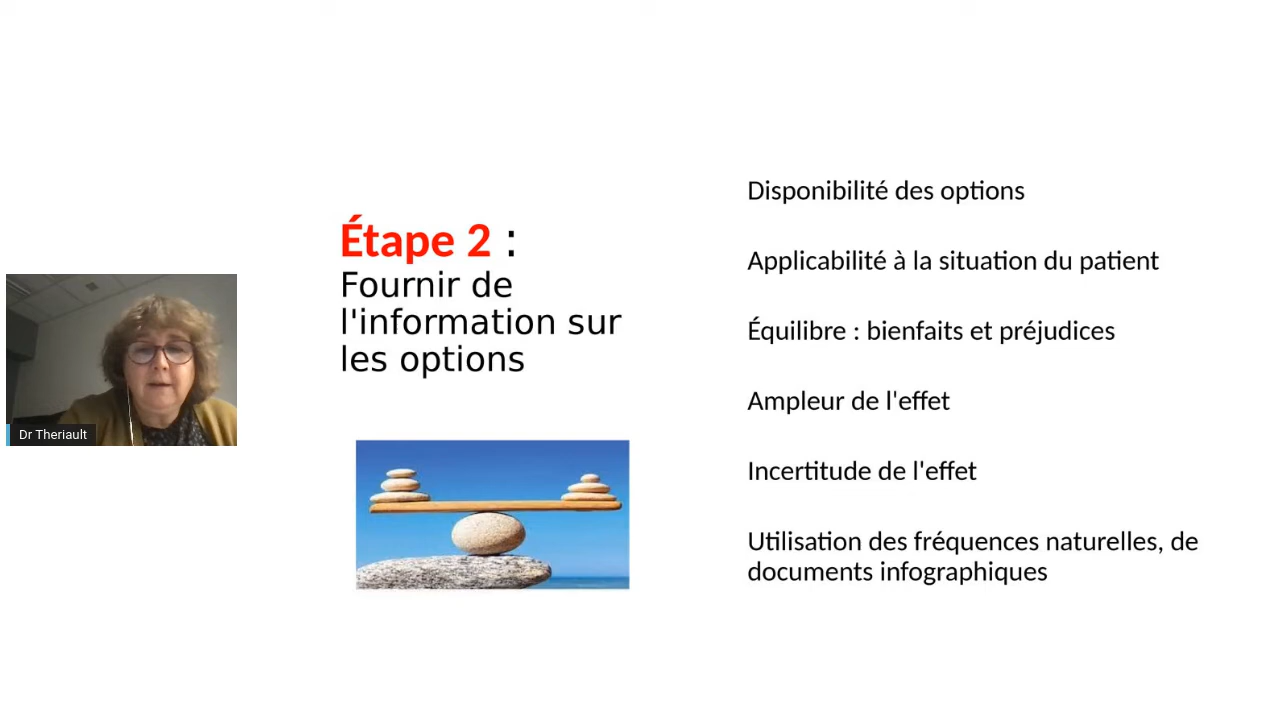 Étape 2 :
Fournir de
l'information sur
les options
Disponibilité des options
Applicabilité à la situation du patient
Équilibre : bienfaits et préjudices
Ampleur de l'effet
Incertitude de l'effet
Utilisation des fréquences naturelles, de
documents infographiques
Dr Theriault